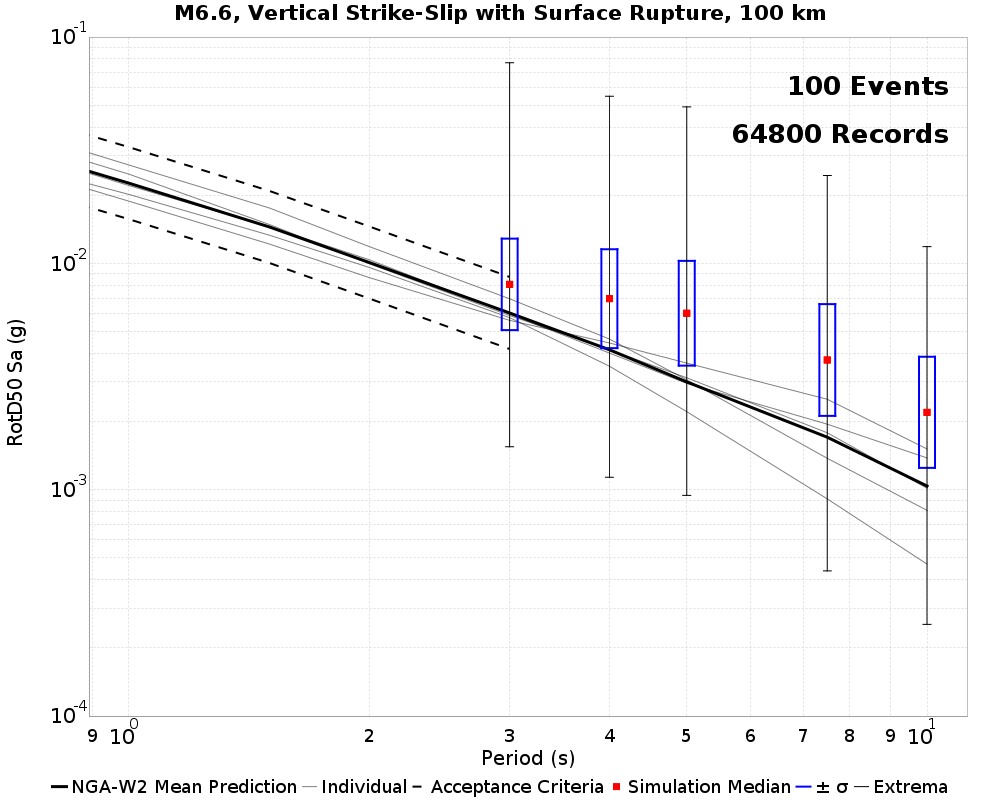 M6.6, Vertical Strike-Slip with Surface Rupture, 100 km
100 Events
64800 Records
RotD50 Sa (g)
10-1
10-2
10-3
10-4
9 100 2 3 4 5 6 7 8 9 101
Period (s)
NGA-W2 Mean Prediction Individual Acceptance Criteria Simulation Median ± σ Extrema